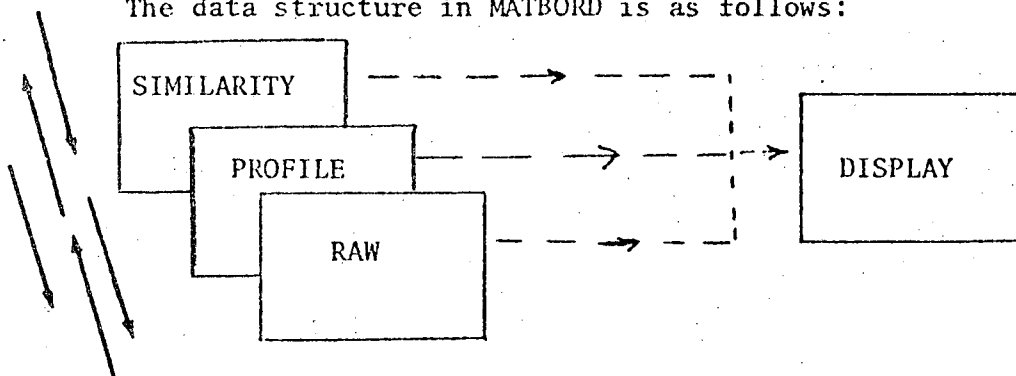 The data structure in MATBORD is as follows:
SIMILARITY
PROFILE
RAW
DISPLAY